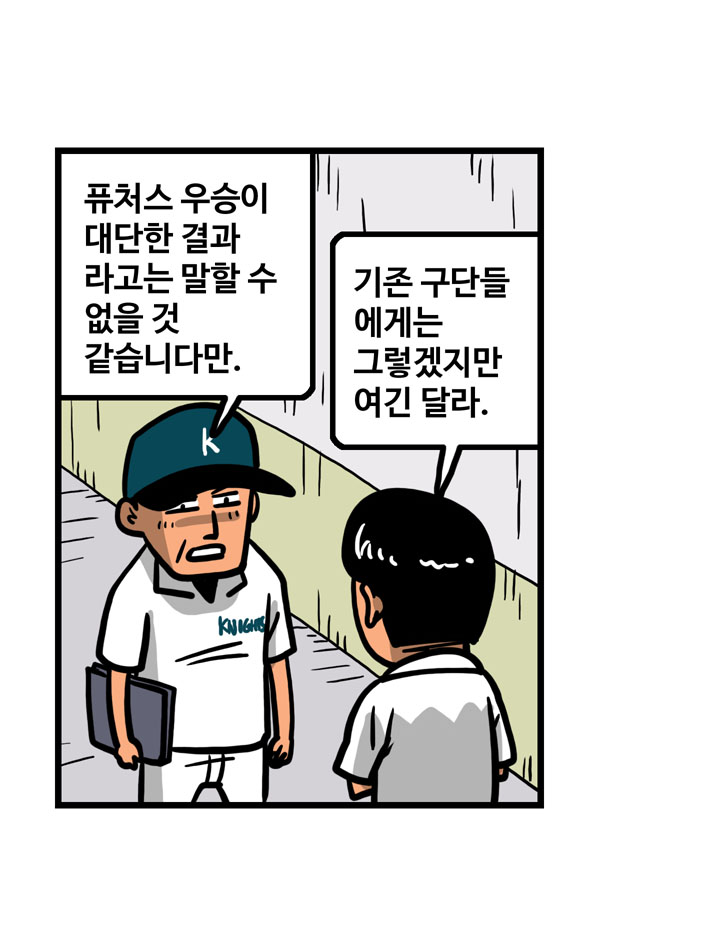 퓨처스 우승이
대단한 결과
라고는 말할 수
없을 것
같습니다만.
기존 구단들
에게는
그렇겠지만
여긴 달라.
K
KNIGHTS